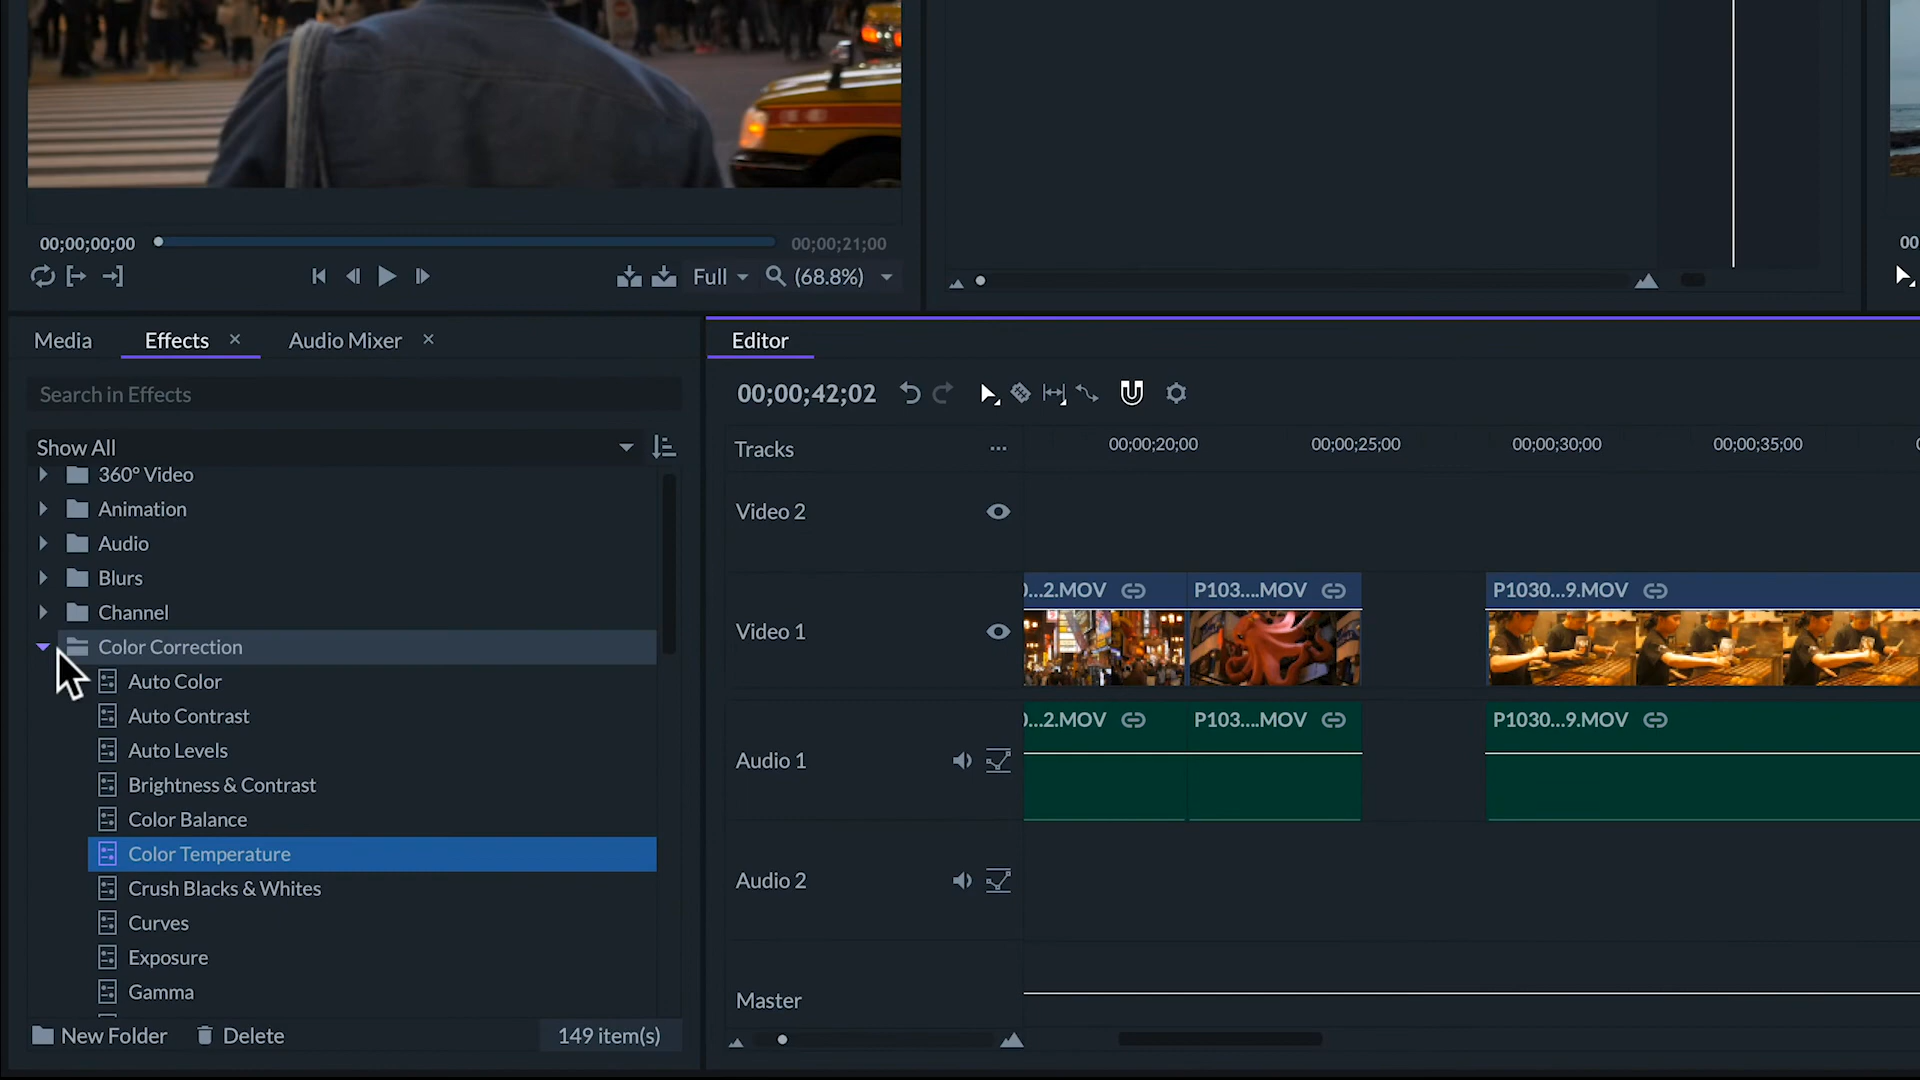 00;00;00;00
00;00;21;00
Full
(68.8%)
00
Media
Effects
Audio Mixer
Search in Effects
Show All
360° Video
Animation
Audio
Blurs
Channel
Color Correction
Auto Color
Auto Contrast
Auto Levels
Brightness & Contrast
Color Balance
Color Temperature
Crush Blacks & Whites
Curves
Exposure
Gamma
New Folder
Delete
149 item(s)
Editor
00;00;42;02
Tracks
00;00;20;00
00;00;25;00
00;00;30;00
00;00;35;00
Video 2
Video 1
...2.MOV
P103....MOV
P1030...9.MOV
Audio 1
...2.MOV
P103....MOV
P1030...9.MOV
Audio 2
Master